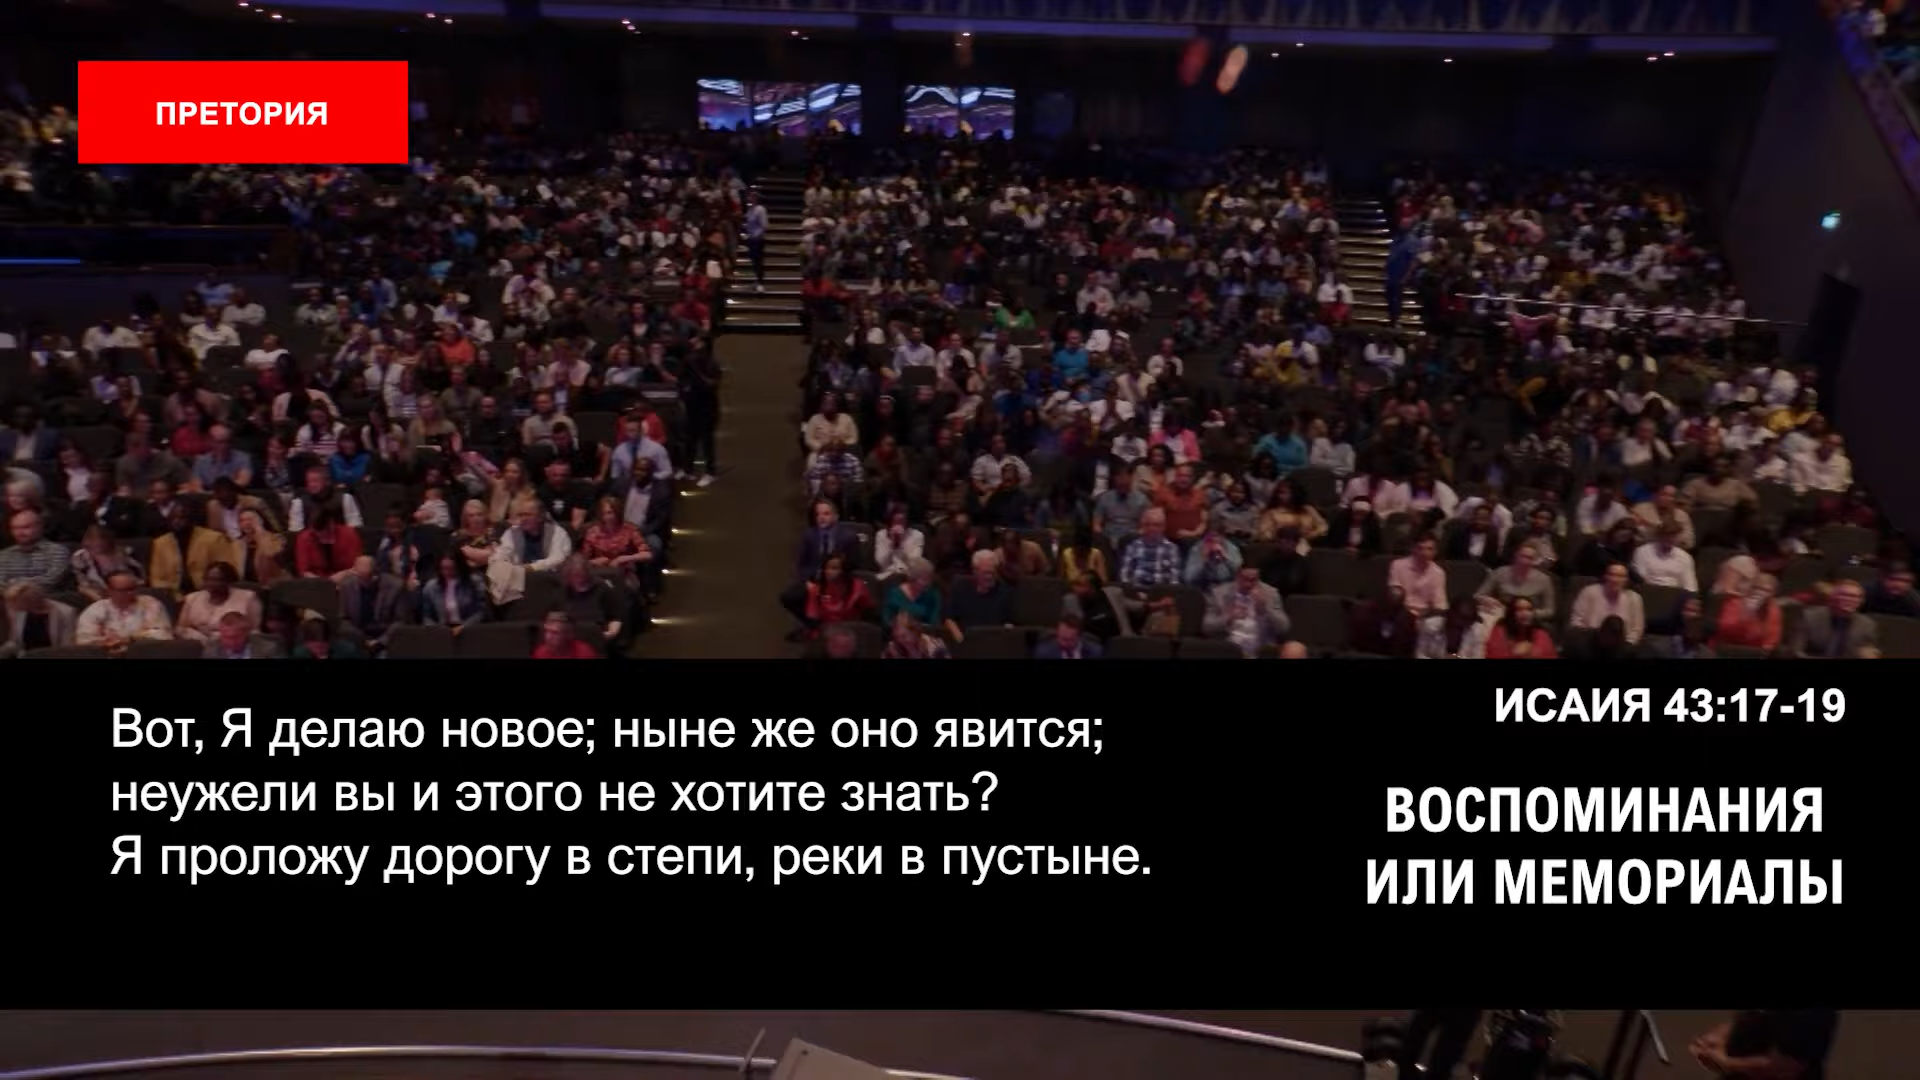 ПРЕТОРИЯ
Вот, Я делаю новое; ныне же оно явится;
неужели вы и этого не хотите знать?
Я проложу дорогу в степи, реки в пустыне.
ИСАИЯ 43:17-19
ВОСПОМИНАНИЯ
ИЛИ МЕМОРИАЛЫ